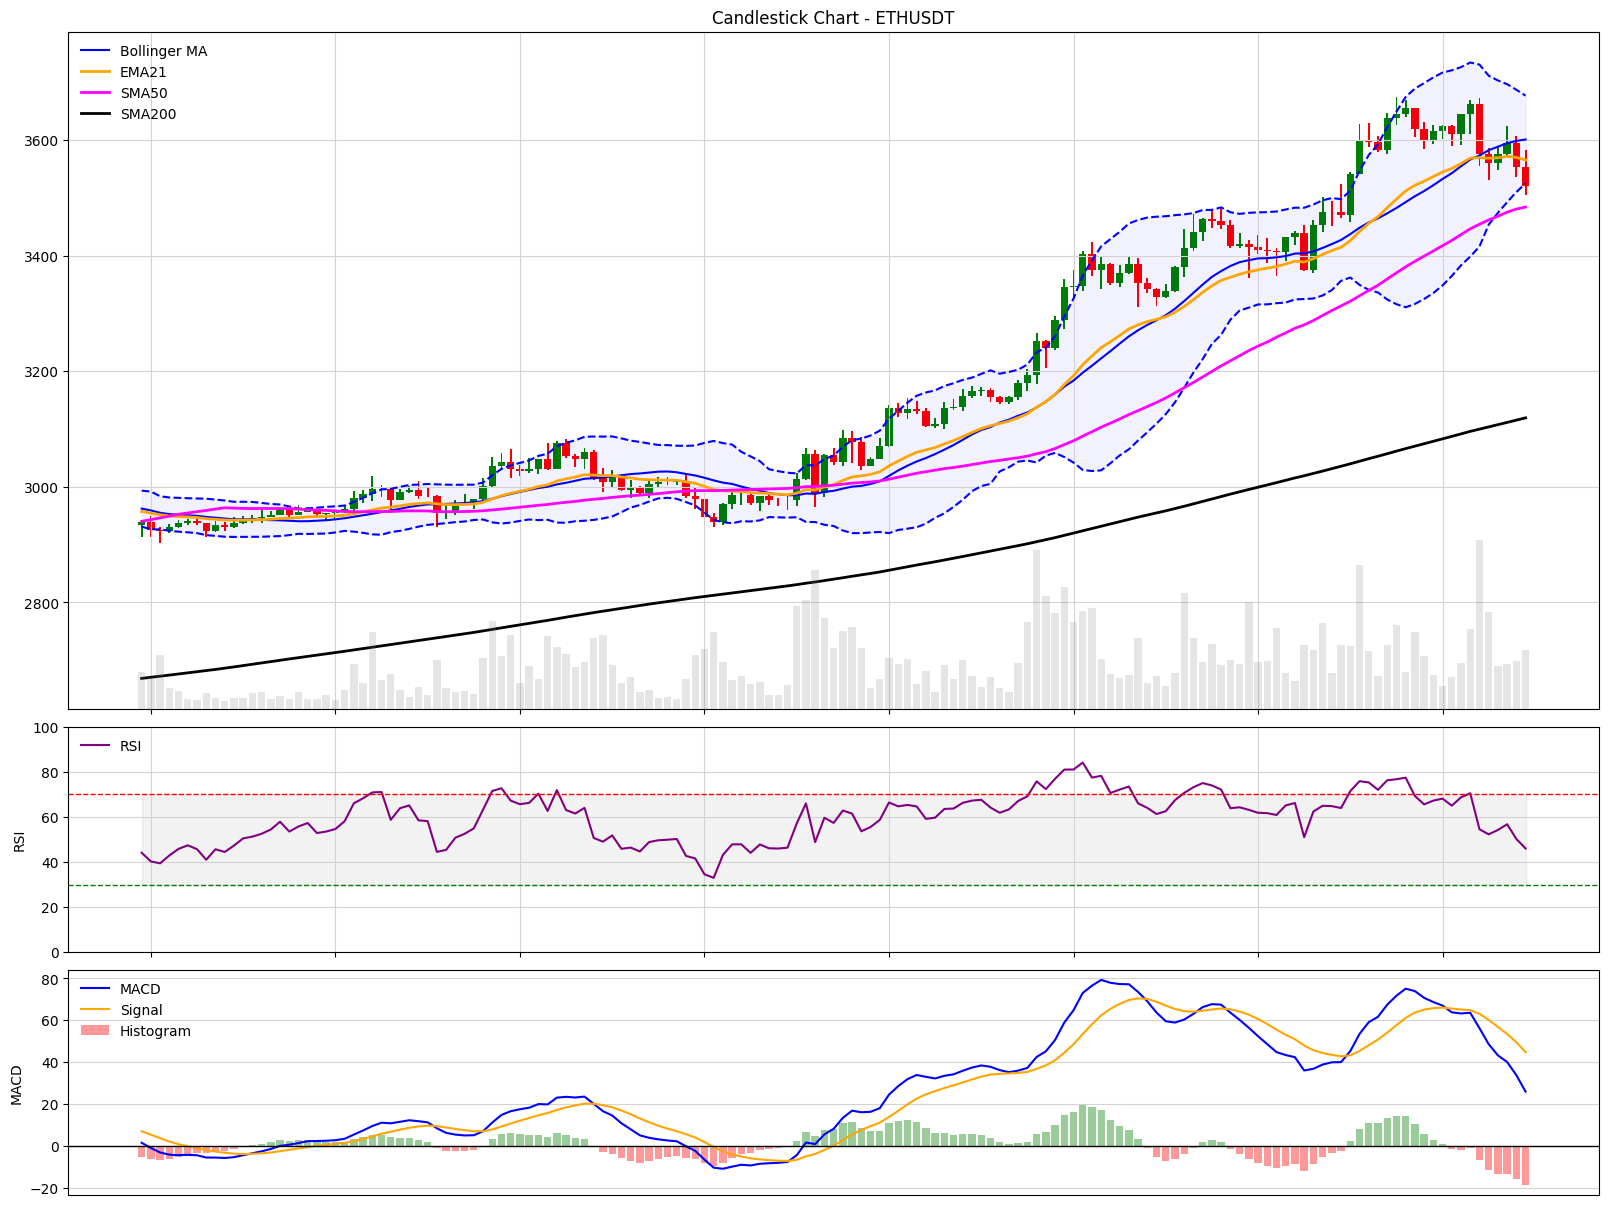 Candlestick Chart - ETHUSDT
Bollinger MA
EMA21
SMA50
SMA200
3600
3400
3200
3000
2800
RSI
100
80
60
40
20
0
RSI
MACD
Signal
Histogram
80
60
40
20
0
−20
MACD